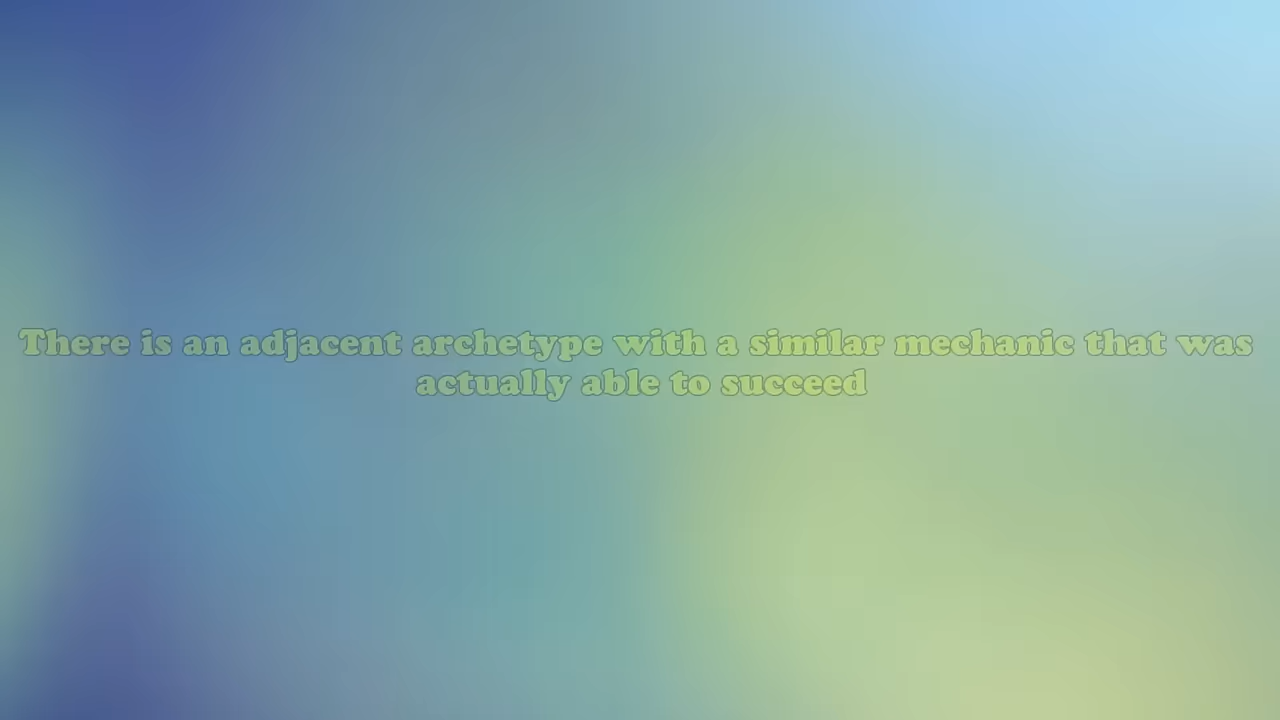 There is an adjacent archetype with a similar mechanic that was
actually able to succeed